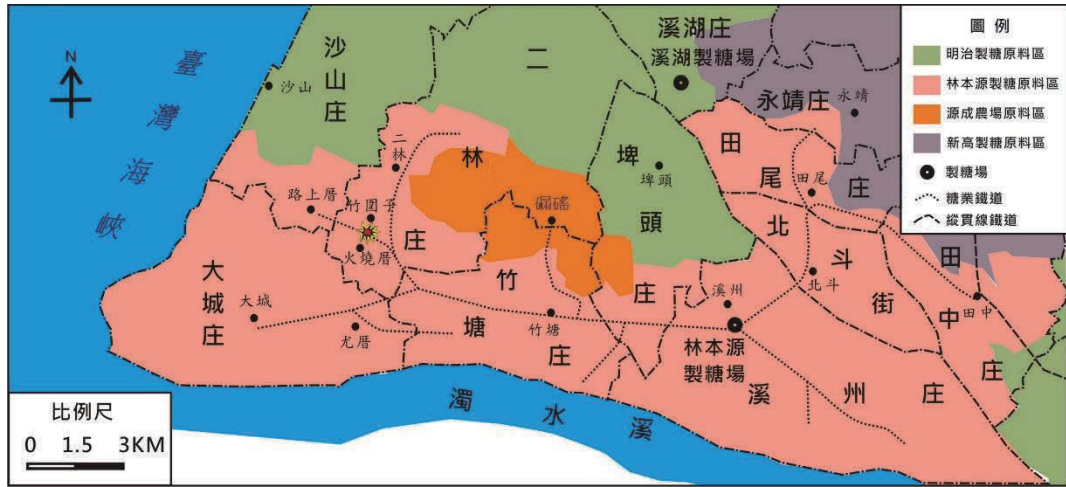 圖例
明治製糖原料區
林本源製糖原料區
源成農場原料區
新高製糖原料區
製糖場
糖業鐵道
縱貫線鐵道
N
臺灣海峽
沙山庄
沙山
二林庄
二林
溪湖庄
溪湖製糖場
永靖庄
永靖
埤頭庄
埤頭
田尾庄
田尾
北斗街
北斗
田中庄
田中
路上厝
竹圍子
火燒厝
大城庄
大城
尤厝
竹塘庄
竹塘
溪州
林本源
製糖場
溪州庄
濁水溪
比例尺
0 1.5 3KM